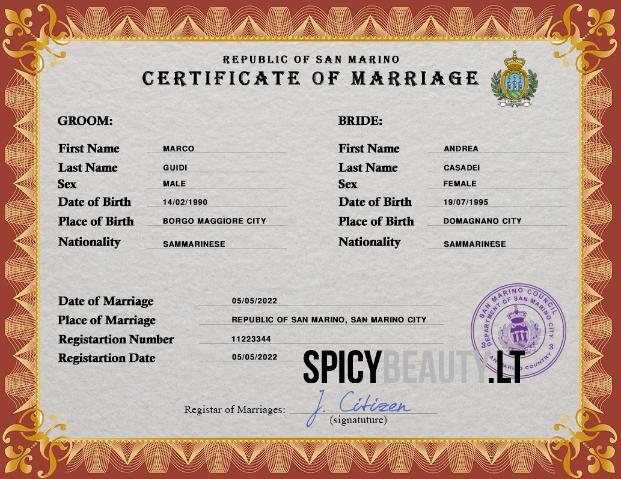 REPUBLIC OF SAN MARINO
CERTIFICATE OF MARRIAGE
GROOM: BRIDE:
First Name MARCO First Name ANDREA
Last Name GUIDI Last Name CASADEI
Sex MALE Sex FEMALE
Date of Birth 14/02/1990 Date of Birth 19/07/1995
Place of Birth BORGO MAGGIORE CITY Place of Birth DOMAGNANO CITY
Nationality SAMMARINESE Nationality SAMMARINESE
Date of Marriage 05/05/2022
Place of Marriage REPUBLIC OF SAN MARINO, SAN MARINO CITY
Registartion Number 11223344
Registartion Date 05/05/2022
SAN MARINO COUNCIL
DEPARTMENT OF SAN MARINO CITY
COUNTRY
SPICYBEAUTY.LT
Registar of Marriages: J. Citizen
(signatuture)